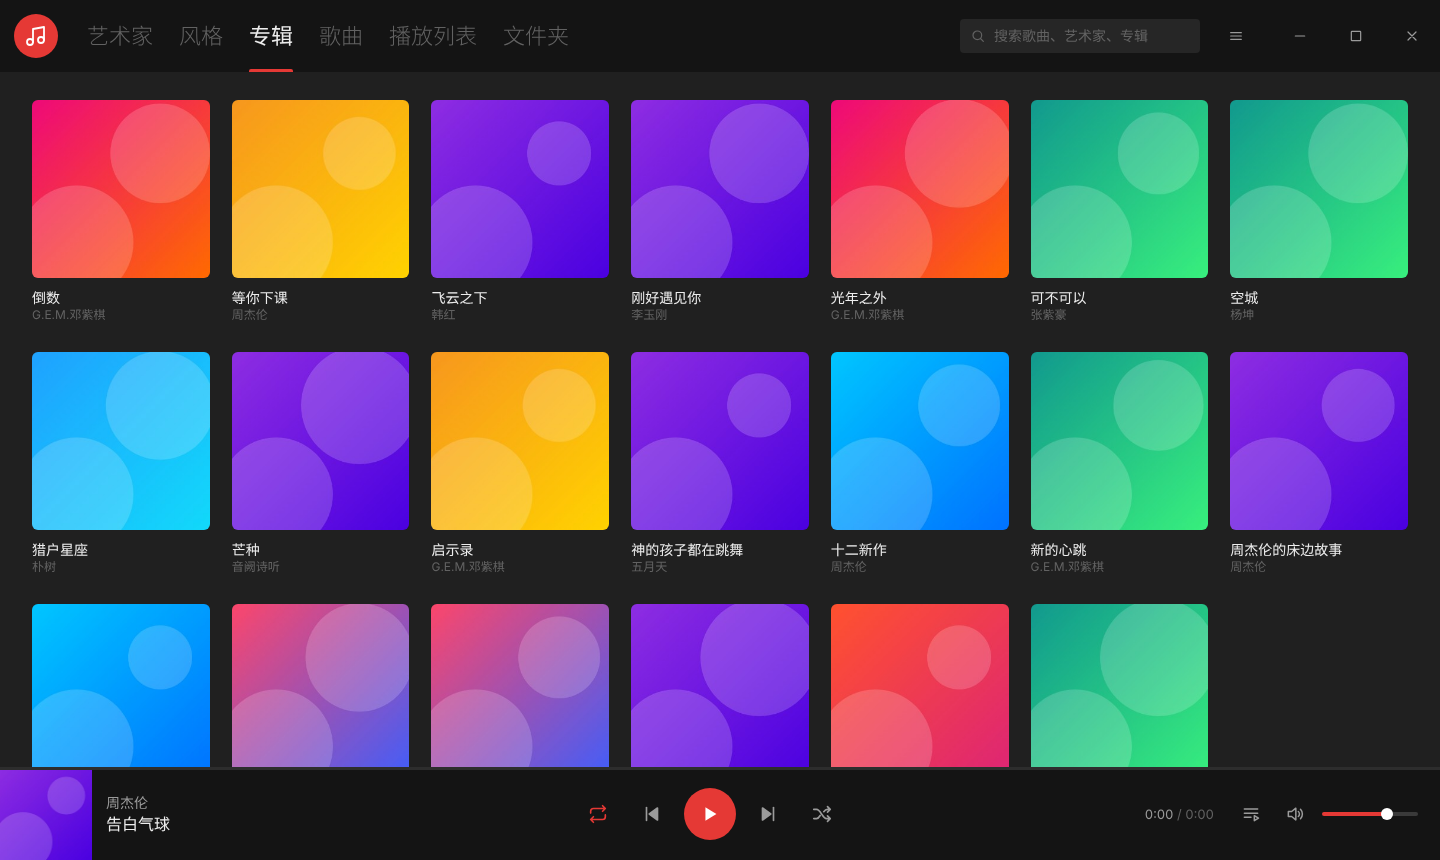 艺术家 风格 专辑 歌曲 播放列表 文件夹
搜索歌曲、艺术家、专辑
倒数
G.E.M.邓紫棋
等你下课
周杰伦
飞云之下
韩红
刚好遇见你
李玉刚
光年之外
G.E.M.邓紫棋
可不可以
张紫豪
空城
杨坤
猎户星座
朴树
芒种
音阙诗听
启示录
G.E.M.邓紫棋
神的孩子都在跳舞
五月天
十二新作
周杰伦
新的心跳
G.E.M.邓紫棋
周杰伦的床边故事
周杰伦
周杰伦
告白气球
0:00 / 0:00